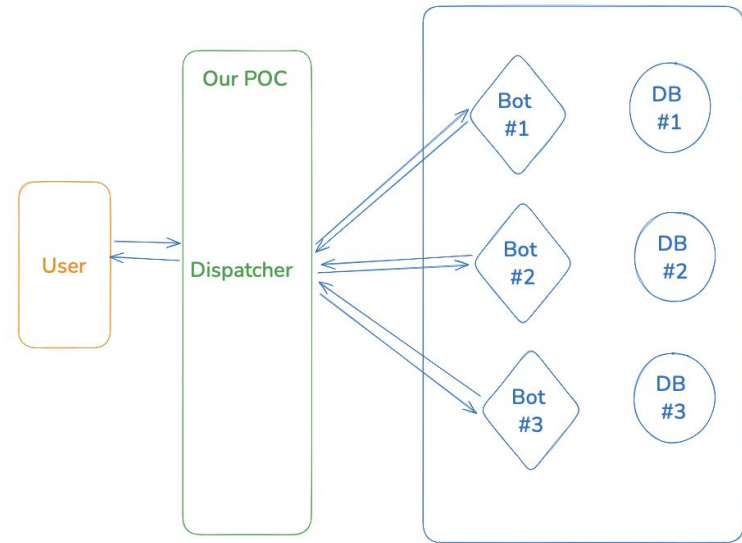 Our POC
User
Dispatcher
Bot
#1
DB
#1
Bot
#2
DB
#2
Bot
#3
DB
#3